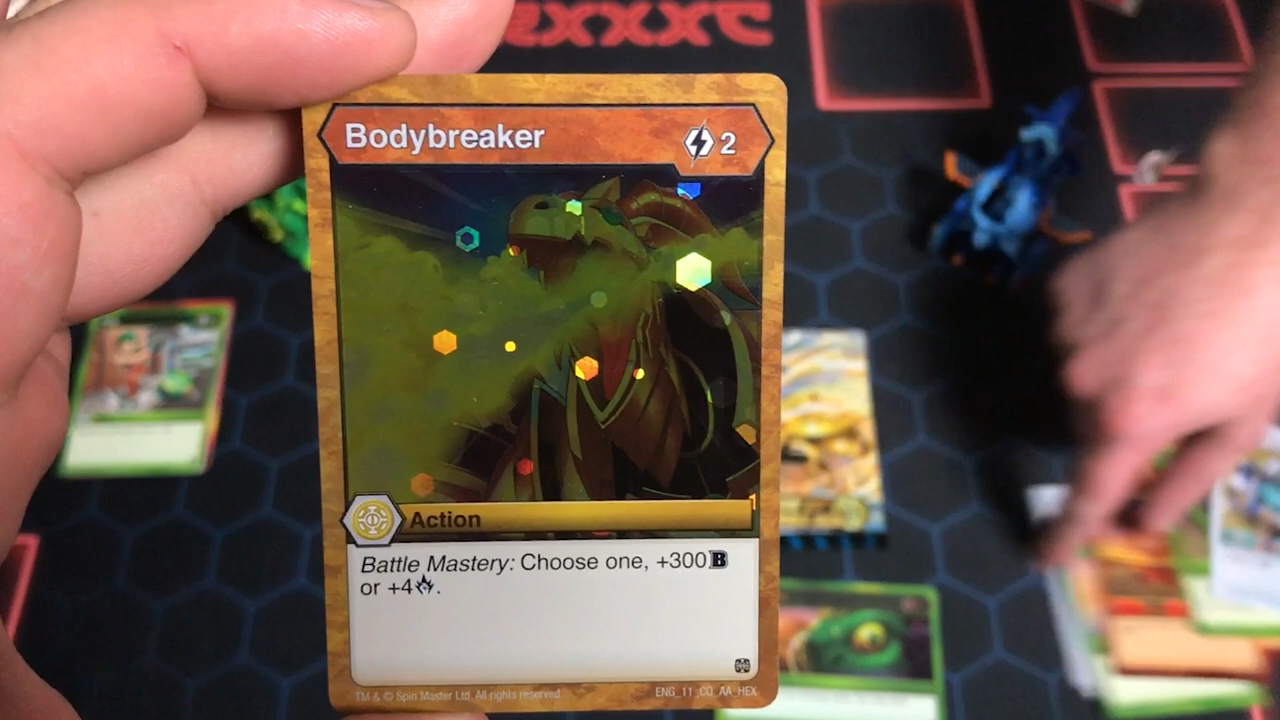 Bodybreaker
2
Action
Battle Mastery: Choose one, +300B
or +4.
TM & © Spin Master Ltd. All rights reserved
ENG_11_CO_AA_HEX